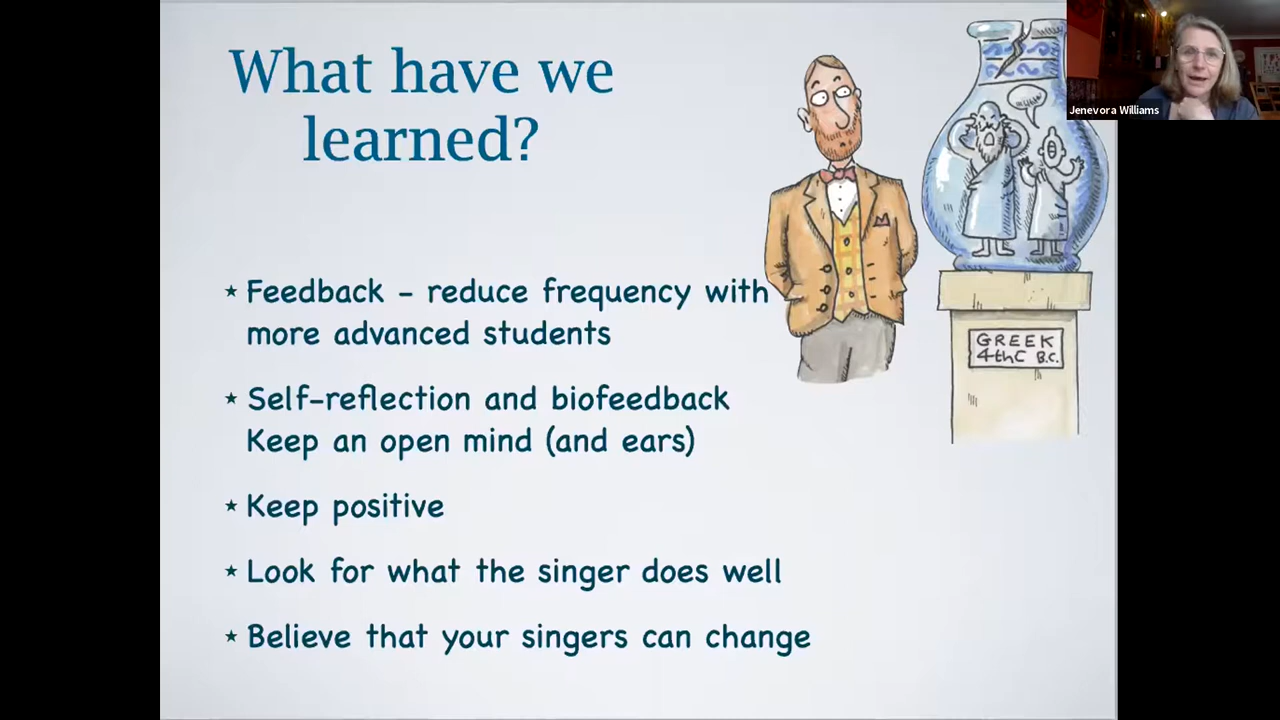 What have we
learned?
Jenevora Williams
GREEK
4thC B.C.
★ Feedback – reduce frequency with
more advanced students
★ Self-reflection and biofeedback
Keep an open mind (and ears)
★ Keep positive
★ Look for what the singer does well
★ Believe that your singers can change